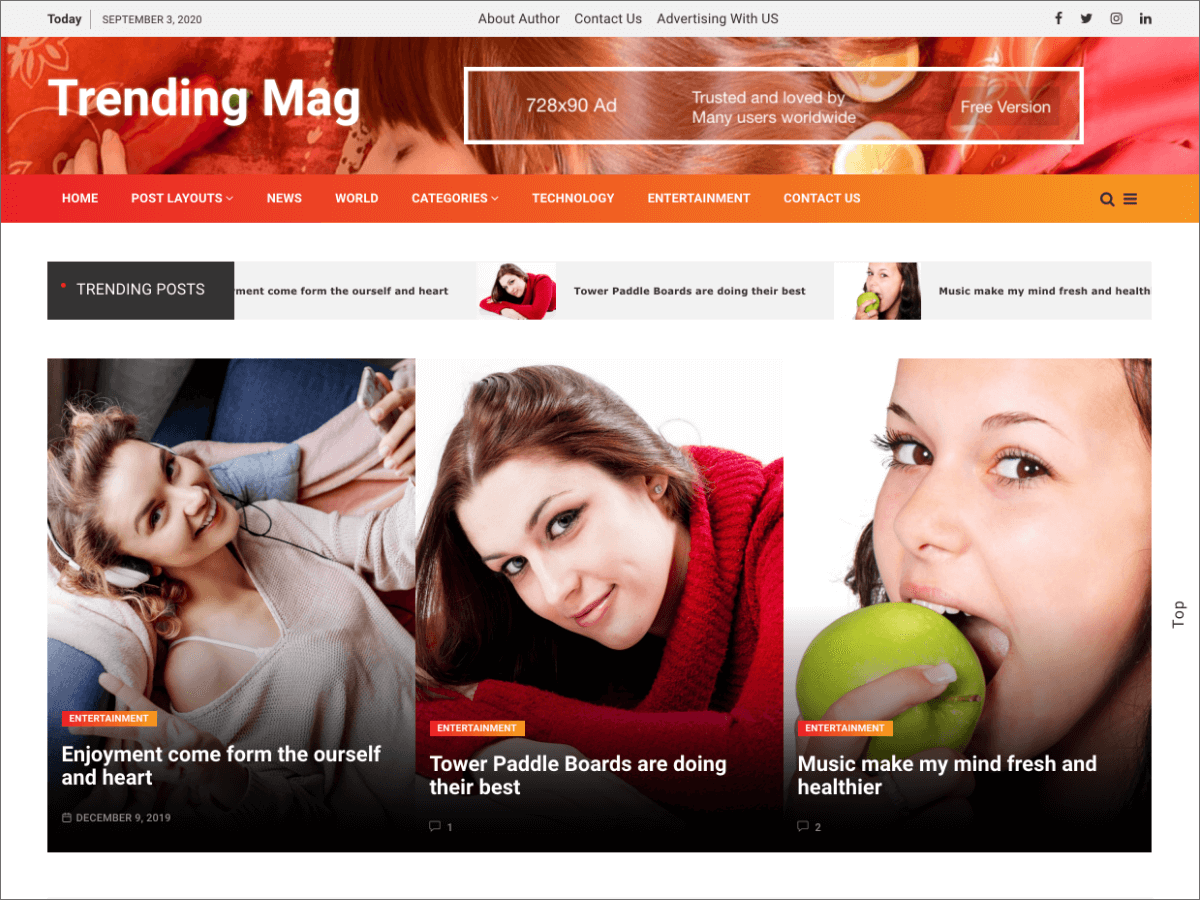 Today SEPTEMBER 3, 2020 About Author Contact Us Advertising With US
Trending Mag
728x90 Ad
Trusted and loved by
Many users worldwide
Free Version
HOME POST LAYOUTS NEWS WORLD CATEGORIES TECHNOLOGY ENTERTAINMENT CONTACT US
TRENDING POSTS
ment come form the ourself and heart
Tower Paddle Boards are doing their best
Music make my mind fresh and health
Top
ENTERTAINMENT
Enjoyment come form the ourself
and heart
DECEMBER 9, 2019
ENTERTAINMENT
Tower Paddle Boards are doing
their best
1
ENTERTAINMENT
Music make my mind fresh and
healthier
2